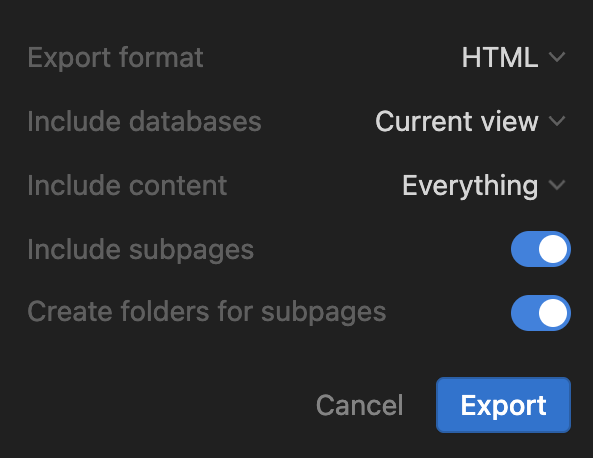 Export format HTML
Include databases Current view
Include content Everything
Include subpages
Create folders for subpages
Cancel Export